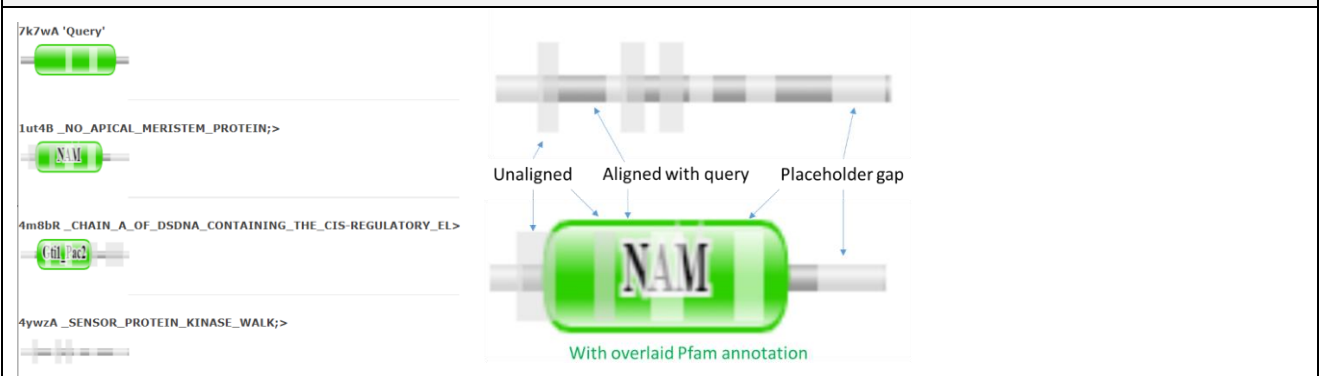 7k7wA 'Query'
1ut4B _NO_APICAL_MERISTEM_PROTEIN;>
NAM
4m8bR _CHAIN_A_OF_DSDNA_CONTAINING_THE_CIS-REGULATORY_EL>
Gti1_Pac2
4ywzA _SENSOR_PROTEIN_KINASE_WALK;>
Unaligned Aligned with query Placeholder gap
NAM
With overlaid Pfam annotation